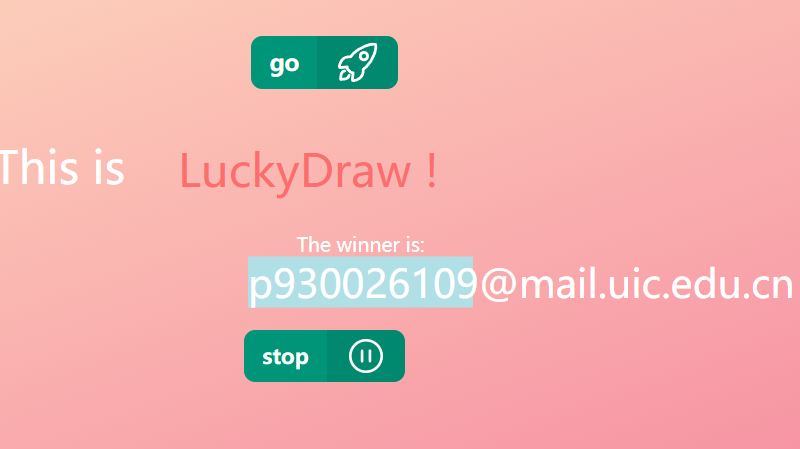 go
This is LuckyDraw !
The winner is:
p930026109@mail.uic.edu.cn
stop